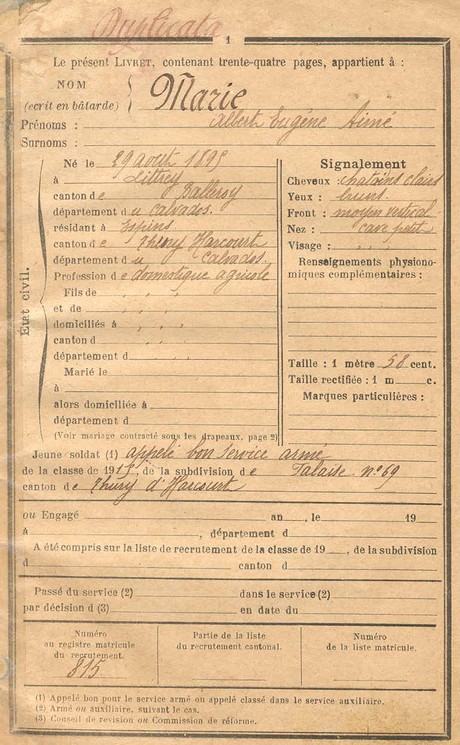 Duplicata
1
Le présent LIVRET, contenant trente-quatre pages, appartient à :
NOM
(écrit en bâtarde)
Marie
Prénoms : Albert Eugène Aimé
Surnoms :
État civil.
Né le 29 août 1895
à Littry
canton de Balleroy
département du Calvados.
résidant à Espins
canton de Thury Harcourt
département du Calvados.
Profession de domestique agricole
Fils de
et de
domiciliés à
canton d
département d
Marié le
à
alors domiciliée à
département d
(Voir mariage contracté sous les drapeaux, page 2)
Signalement
Cheveux : chatains clairs
Yeux : bruns.
Front : moyen vertical
Nez : cave petit
Visage :
Renseignements physiono-
miques complémentaires :
Taille : 1 mètre 58 cent.
Taille rectifiée : 1 m c.
Marques particulières :
Jeune soldat (1) appelé bon service armé
de la classe de 191, de la subdivision de Falaise n° 69
canton de Thury d'Harcourt
ou Engagé an , le 19
à , département d
A été compris sur la liste de recrutement de la classe de 19 , de la subdivision
d canton d
Passé du service (2) dans le service (2)
par décision d (3) en date du
Numéro
au registre matricule
du recrutement.
815
Partie de la liste
du recrutement cantonal.
Numéro
de la liste matricule.
(1) Appelé bon pour le service armé ou appelé classé dans le service auxiliaire.
(2) Armé ou auxiliaire, suivant le cas.
(3) Conseil de revision ou Commission de réforme.